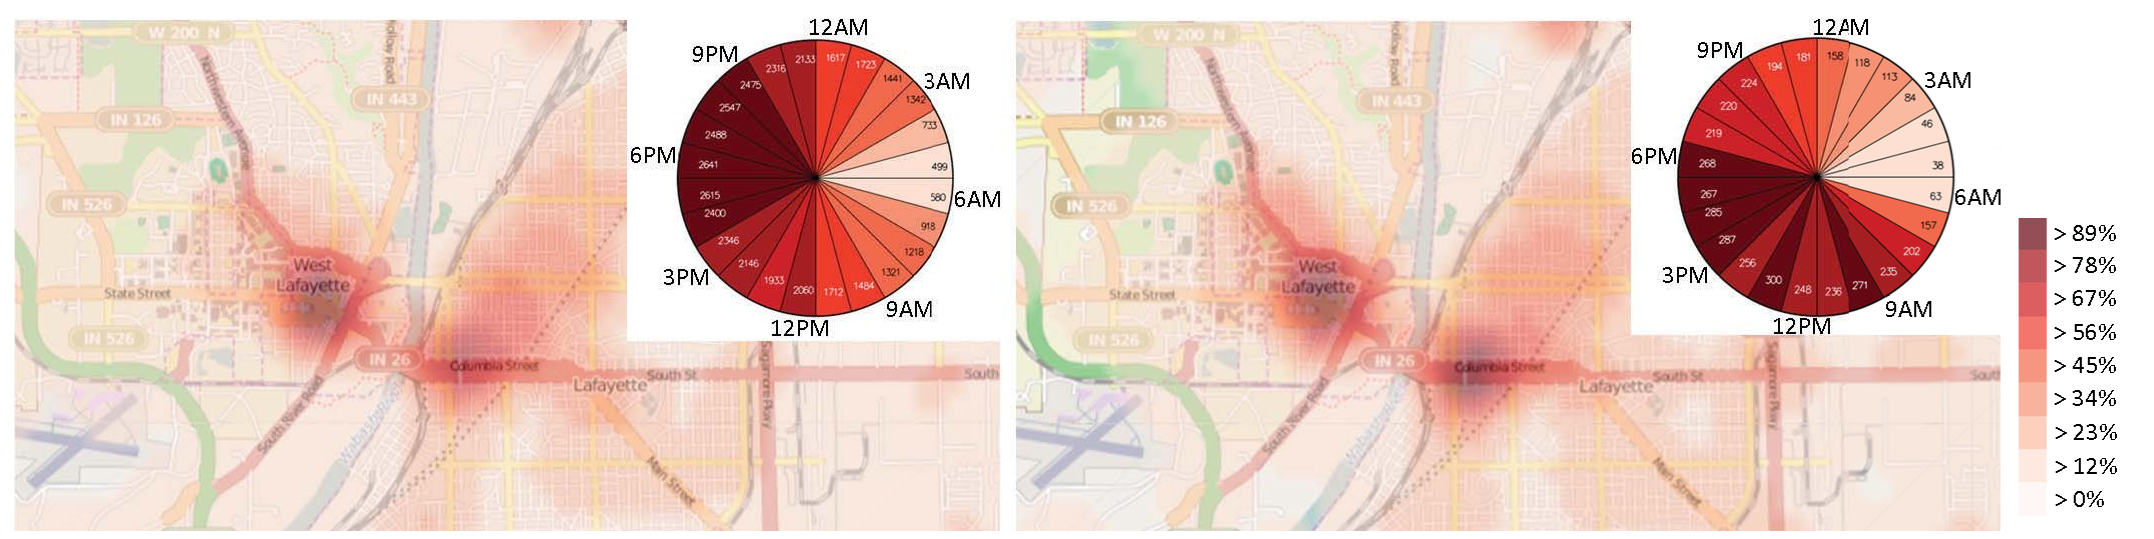 W 200 N
Holloy Road
Northwestern Avenue
IN 443
IN 126
IN 526
West
Lafayette
State Street
IN 526
IN 26
Columbia Street
Lafayette
South St
South
South River Road
Wabash River
Main Street
Sagamore Pkwy
12AM
3AM
6AM
9AM
12PM
3PM
6PM
9PM
1617
1723
1441
1342
733
499
580
918
1218
1321
1484
1712
2060
1933
2146
2346
2400
2615
2641
2488
2547
2475
2316
2133
W 200 N
Road
Northwestern Avenue
IN 443
IN 126
IN 526
West
Lafayette
State Street
IN 526
IN 26
Columbia Street
Lafayette
South St
South
South River Road
Wabash River
Main Street
Sagamore Pkwy
12AM
3AM
6AM
9AM
12PM
3PM
6PM
9PM
158
118
113
84
46
38
63
157
202
235
271
236
248
300
256
287
285
267
268
219
220
224
194
181
> 89%
> 78%
> 67%
> 56%
> 45%
> 34%
> 23%
> 12%
> 0%